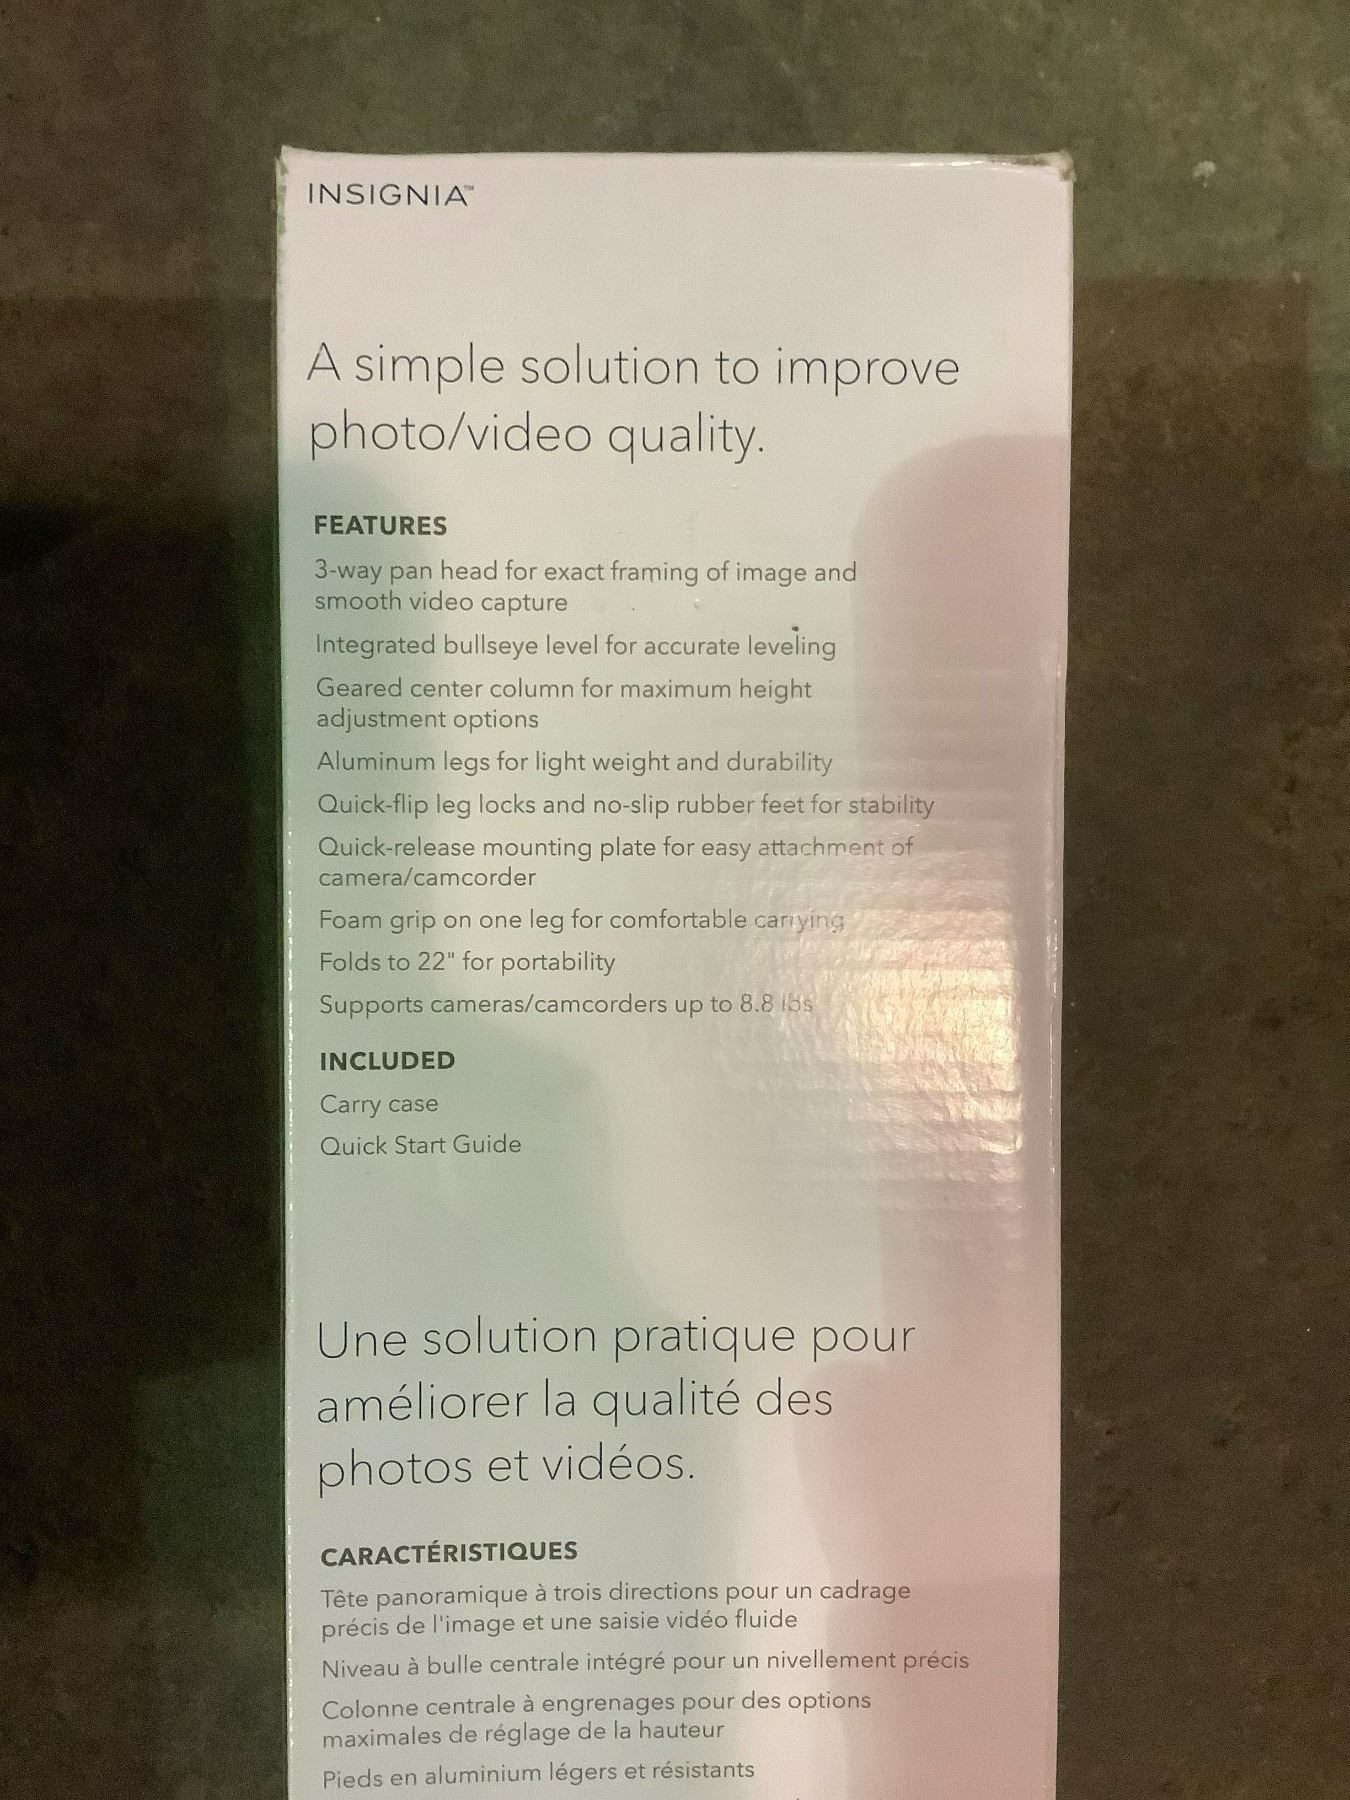 INSIGNIA™
A simple solution to improve
photo/video quality.
FEATURES
3-way pan head for exact framing of image and
smooth video capture
Integrated bullseye level for accurate leveling
Geared center column for maximum height
adjustment options
Aluminum legs for light weight and durability
Quick-flip leg locks and no-slip rubber feet for stability
Quick-release mounting plate for easy attachment of
camera/camcorder
Foam grip on one leg for comfortable carrying
Folds to 22" for portability
Supports cameras/camcorders up to 8.8 lbs
INCLUDED
Carry case
Quick Start Guide
Une solution pratique pour
améliorer la qualité des
photos et vidéos.
CARACTÉRISTIQUES
Tête panoramique à trois directions pour un cadrage
précis de l'image et une saisie vidéo fluide
Niveau à bulle centrale intégré pour un nivellement précis
Colonne centrale à engrenages pour des options
maximales de réglage de la hauteur
Pieds en aluminium légers et résistants